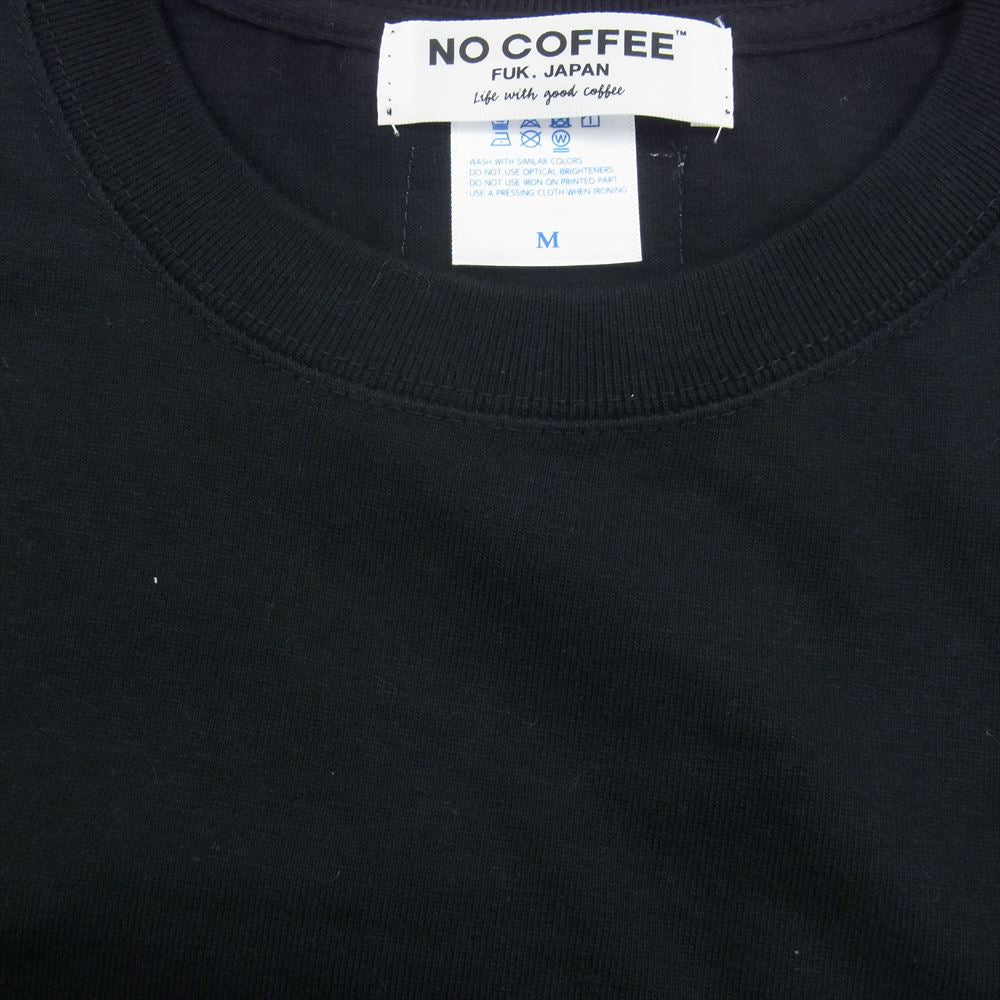 NO COFFEE™
FUK. JAPAN
Life with good coffee
W
· WASH WITH SIMILAR COLORS
· DO NOT USE OPTICAL BRIGHTENERS
· DO NOT USE IRON ON PRINTED PART
· USE A PRESSING CLOTH WHEN IRONING
M